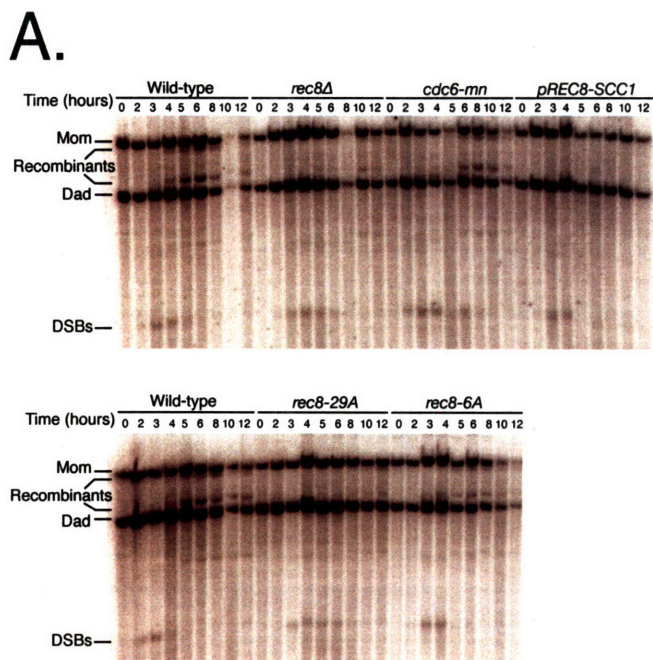 A.
Wild-type rec8Δ cdc6-mn pREC8-SCC1
Time (hours) 0 2 3 4 5 6 8 10 12 0 2 3 4 5 6 8 10 12 0 2 3 4 5 6 8 10 12 0 2 3 4 5 6 8 10 12
Mom
Recombinants
Dad
DSBs
Wild-type rec8-29A rec8-6A
Time (hours) 0 2 3 4 5 6 8 10 12 0 2 3 4 5 6 8 10 12 0 2 3 4 5 6 8 10 12
Mom
Recombinants
Dad
DSBs